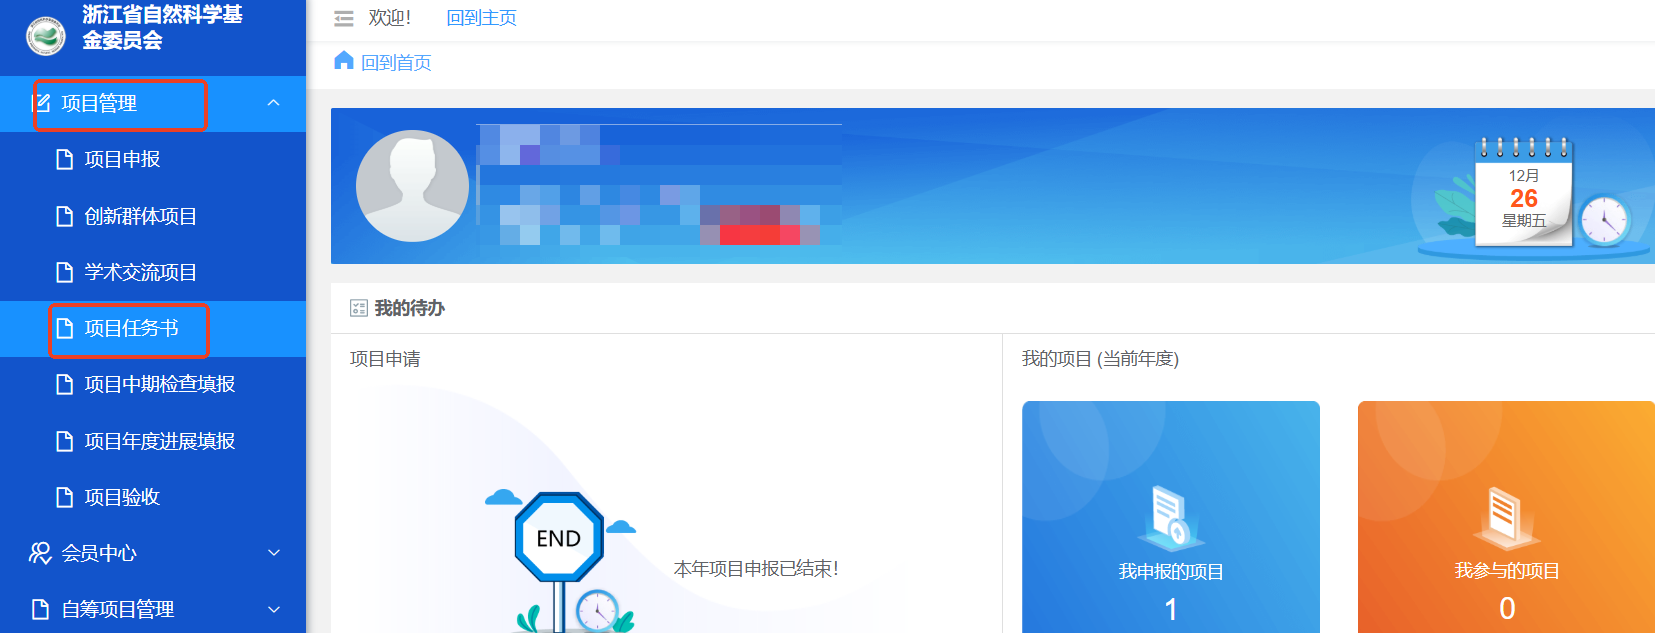 浙江省自然科学基
金委员会
项目管理
项目申报
创新群体项目
学术交流项目
项目任务书
项目中期检查填报
项目年度进展填报
项目验收
会员中心
自筹项目管理
欢迎!
回到主页
回到首页
12月
26
星期五
我的待办
项目申请
END
本年项目申报已结束!
我的项目 (当前年度)
我申报的项目
1
我参与的项目
0